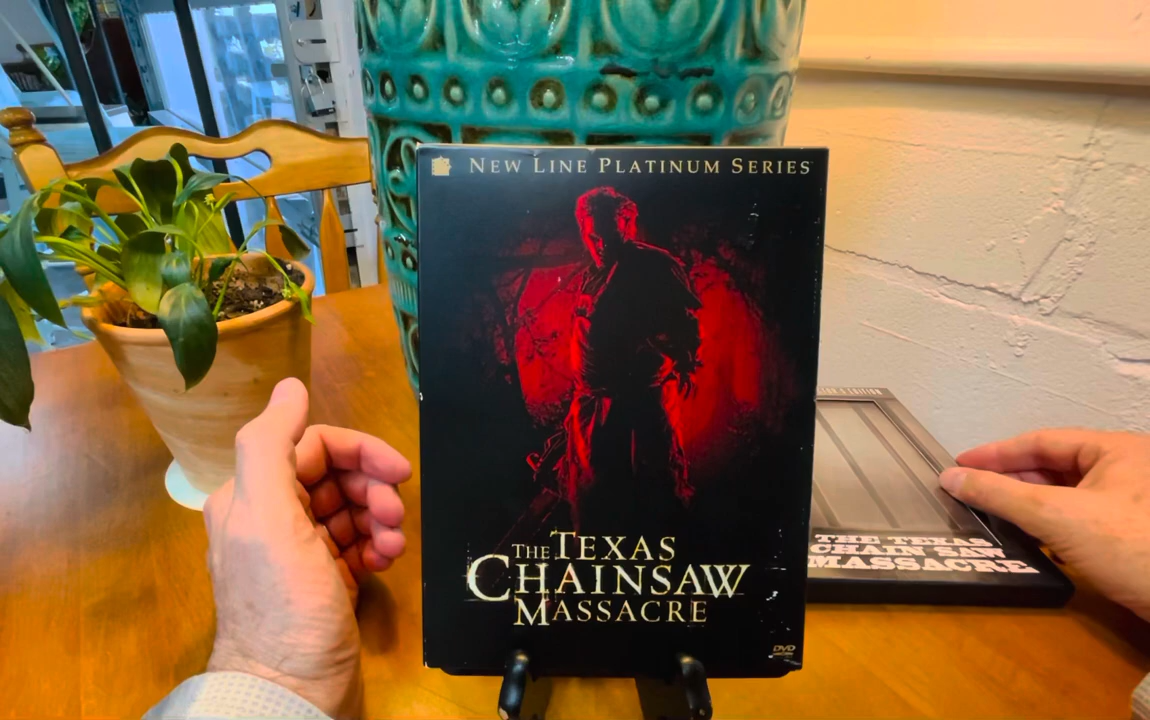 NEW LINE PLATINUM SERIES
THE TEXAS
CHAINSAW
MASSACRE
DVD
THE TEXAS
CHAIN SAW
MASSACRE